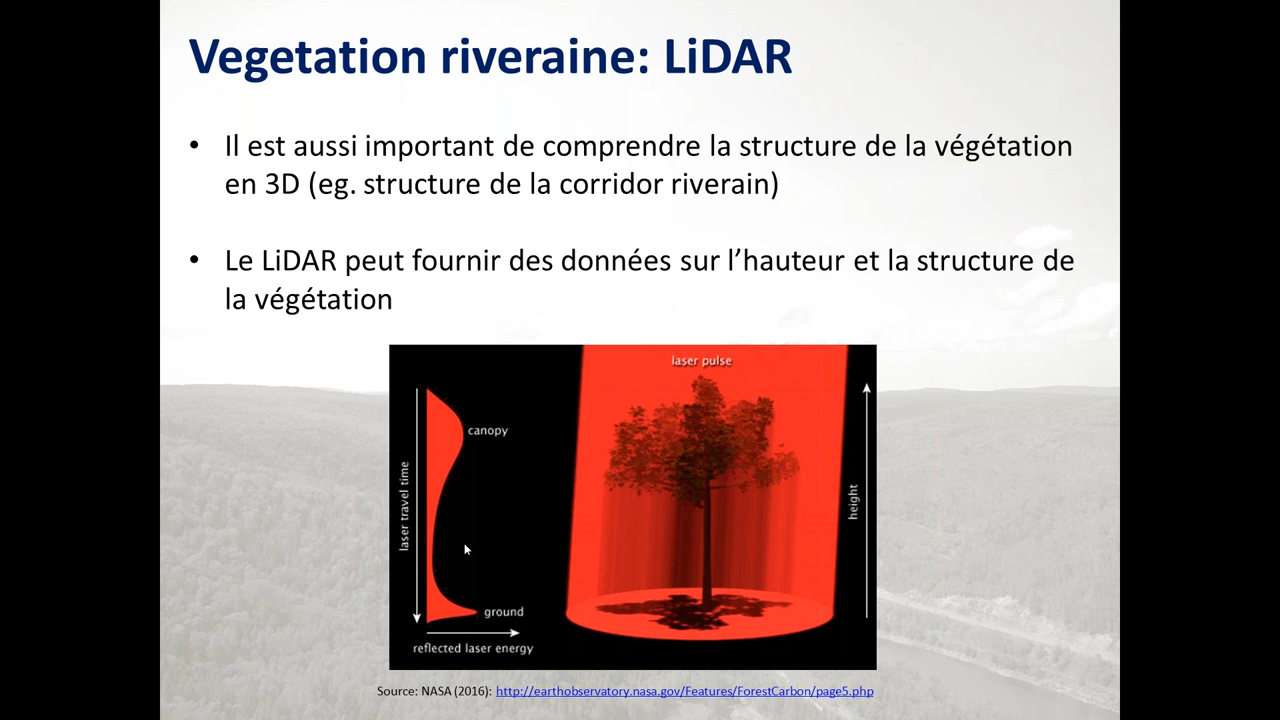 Vegetation riveraine: LiDAR
• Il est aussi important de comprendre la structure de la végétation
en 3D (eg. structure de la corridor riverain)
• Le LiDAR peut fournir des données sur l’hauteur et la structure de
la végétation
laser pulse
canopy
laser travel time
height
ground
reflected laser energy
Source: NASA (2016): http://earthobservatory.nasa.gov/Features/ForestCarbon/page5.php